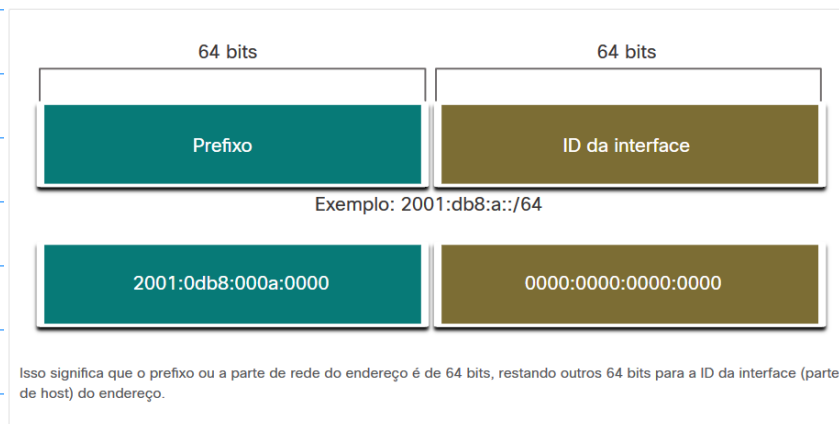 64 bits 64 bits
Prefixo ID da interface
Exemplo: 2001:db8:a::/64
2001:0db8:000a:0000 0000:0000:0000:0000
Isso significa que o prefixo ou a parte de rede do endereço é de 64 bits, restando outros 64 bits para a ID da interface (parte
de host) do endereço.